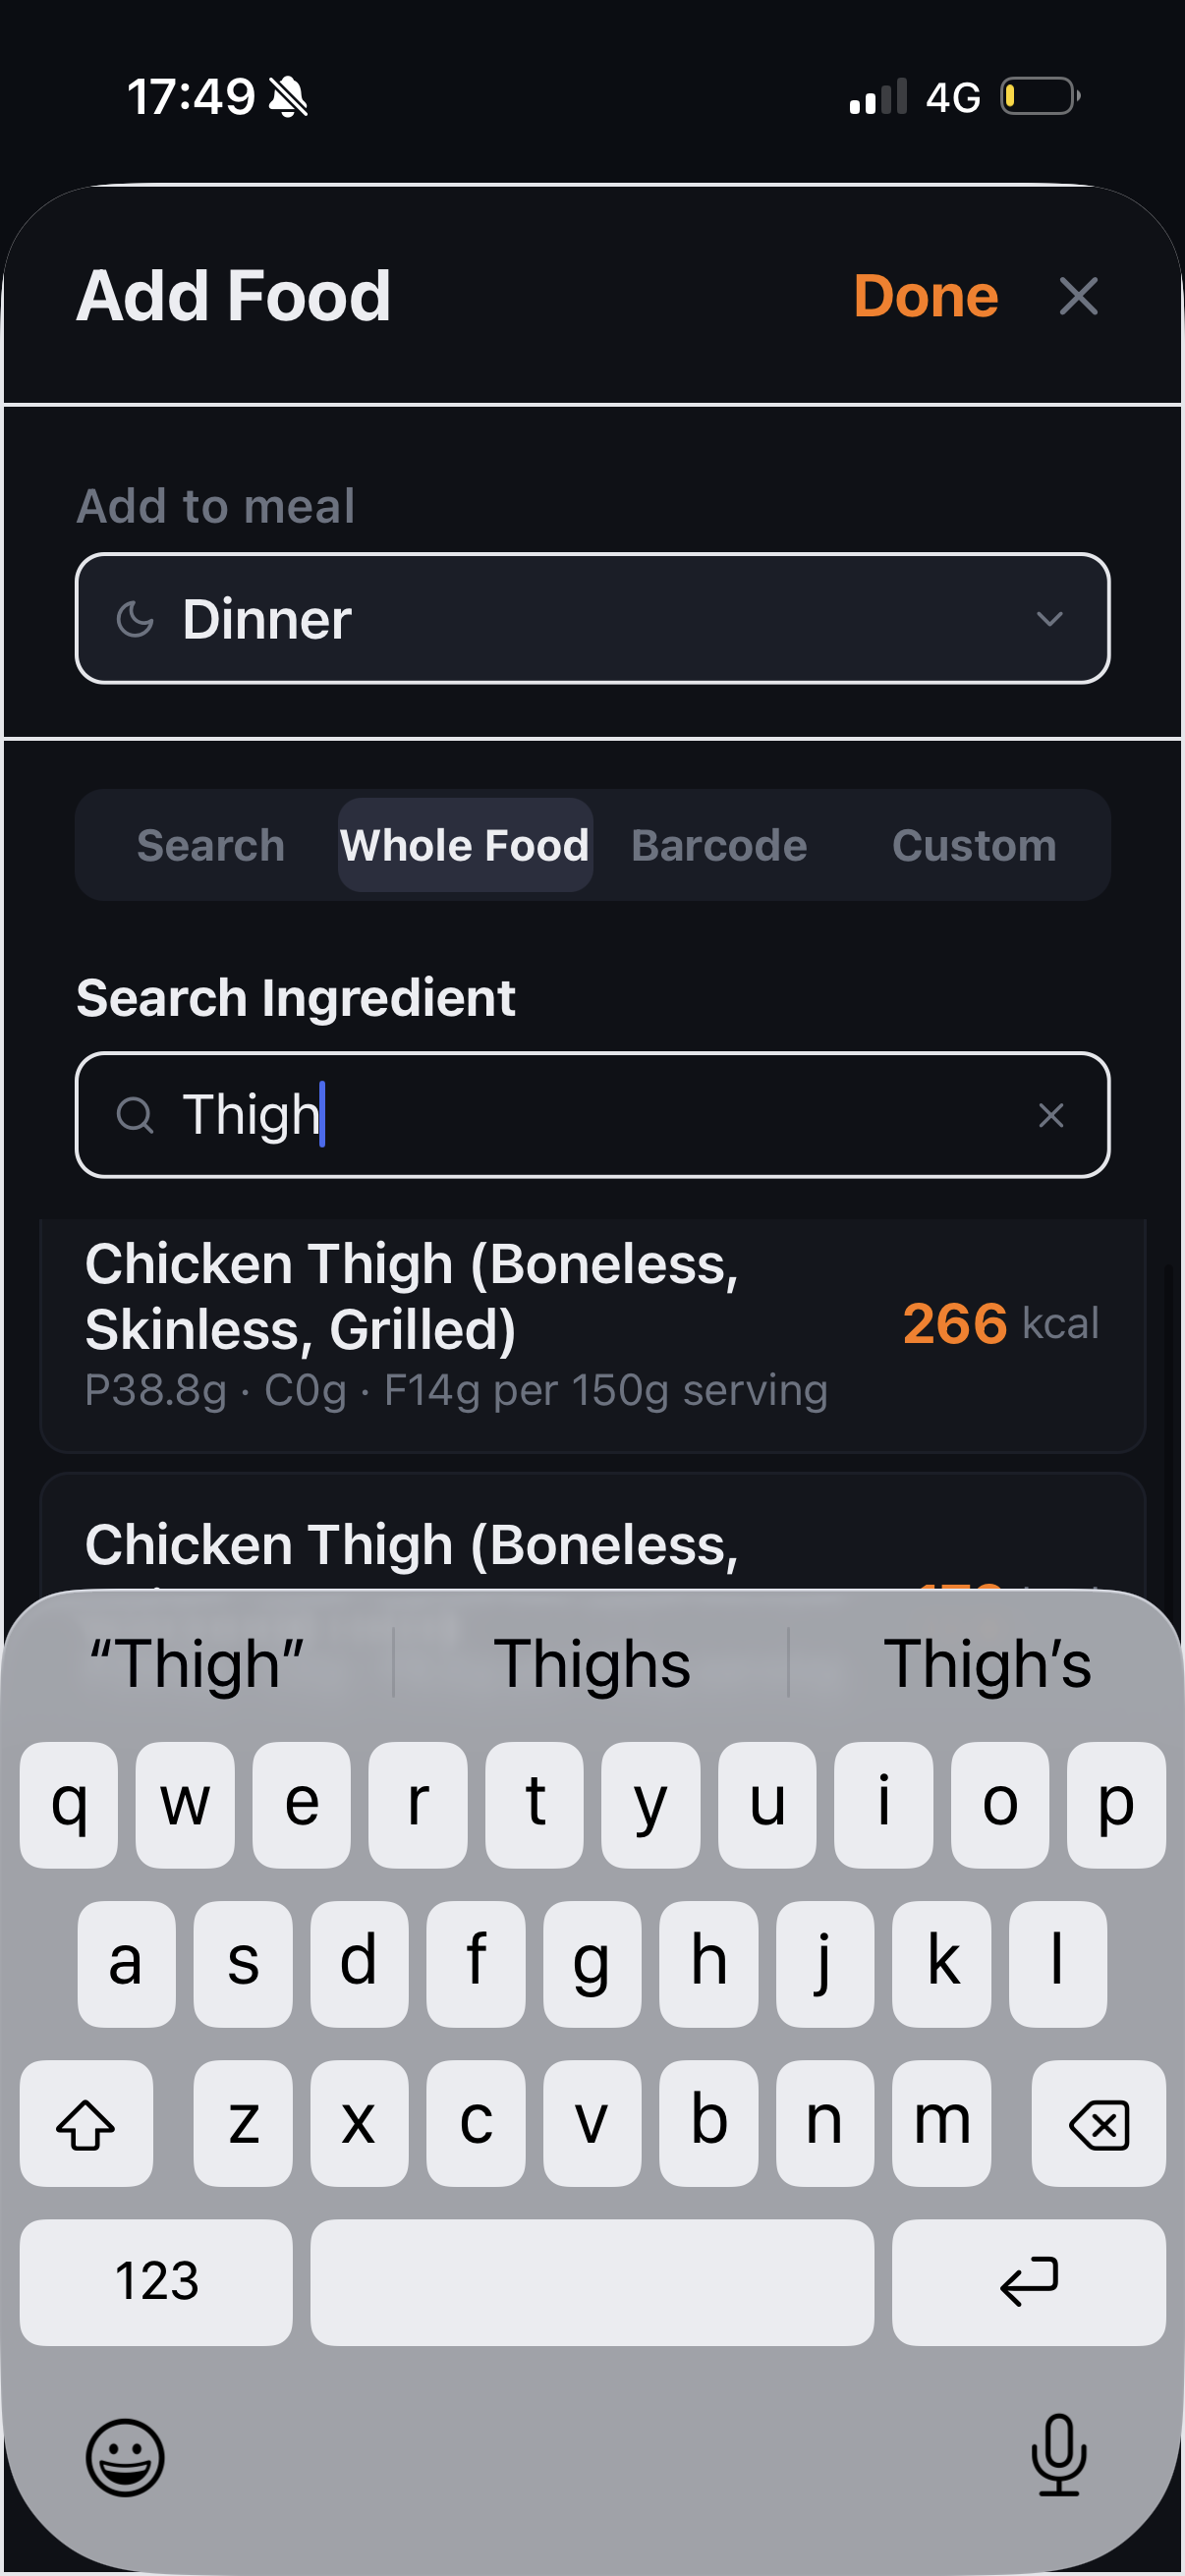 17:49
4G
Add Food
Done
Add to meal
Dinner
Search
Whole Food
Barcode
Custom
Search Ingredient
Thigh
Chicken Thigh (Boneless,
Skinless, Grilled)
266 kcal
P38.8g · C0g · F14g per 150g serving
Chicken Thigh (Boneless,
“Thigh”
Thighs
Thigh’s
q w e r t y u i o p
a s d f g h j k l
z x c v b n m
123